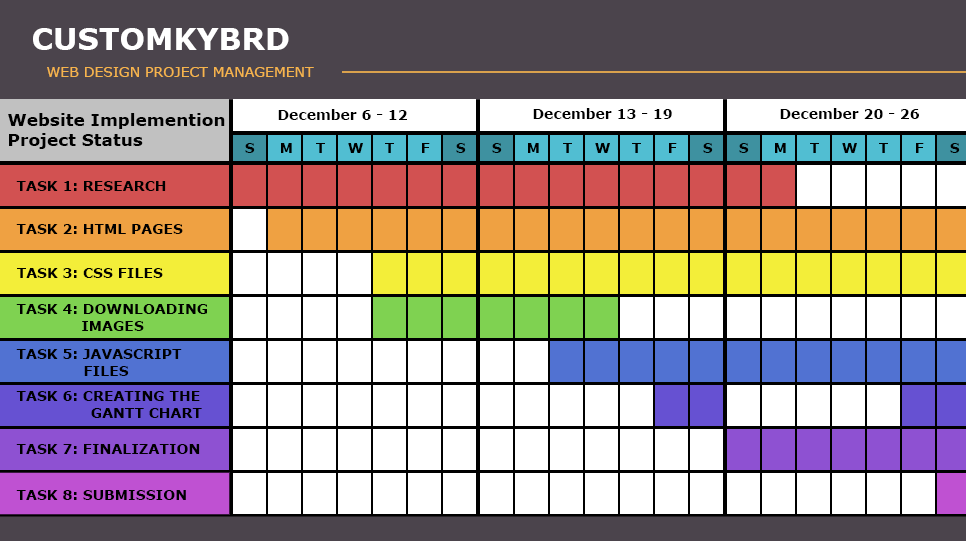 CUSTOMKYBRD
WEB DESIGN PROJECT MANAGEMENT
Website Implemention
Project Status
December 6 - 12
December 13 - 19
December 20 - 26
S M T W T F S S M T W T F S S M T W T F S
TASK 1: RESEARCH
TASK 2: HTML PAGES
TASK 3: CSS FILES
TASK 4: DOWNLOADING
IMAGES
TASK 5: JAVASCRIPT
FILES
TASK 6: CREATING THE
GANTT CHART
TASK 7: FINALIZATION
TASK 8: SUBMISSION